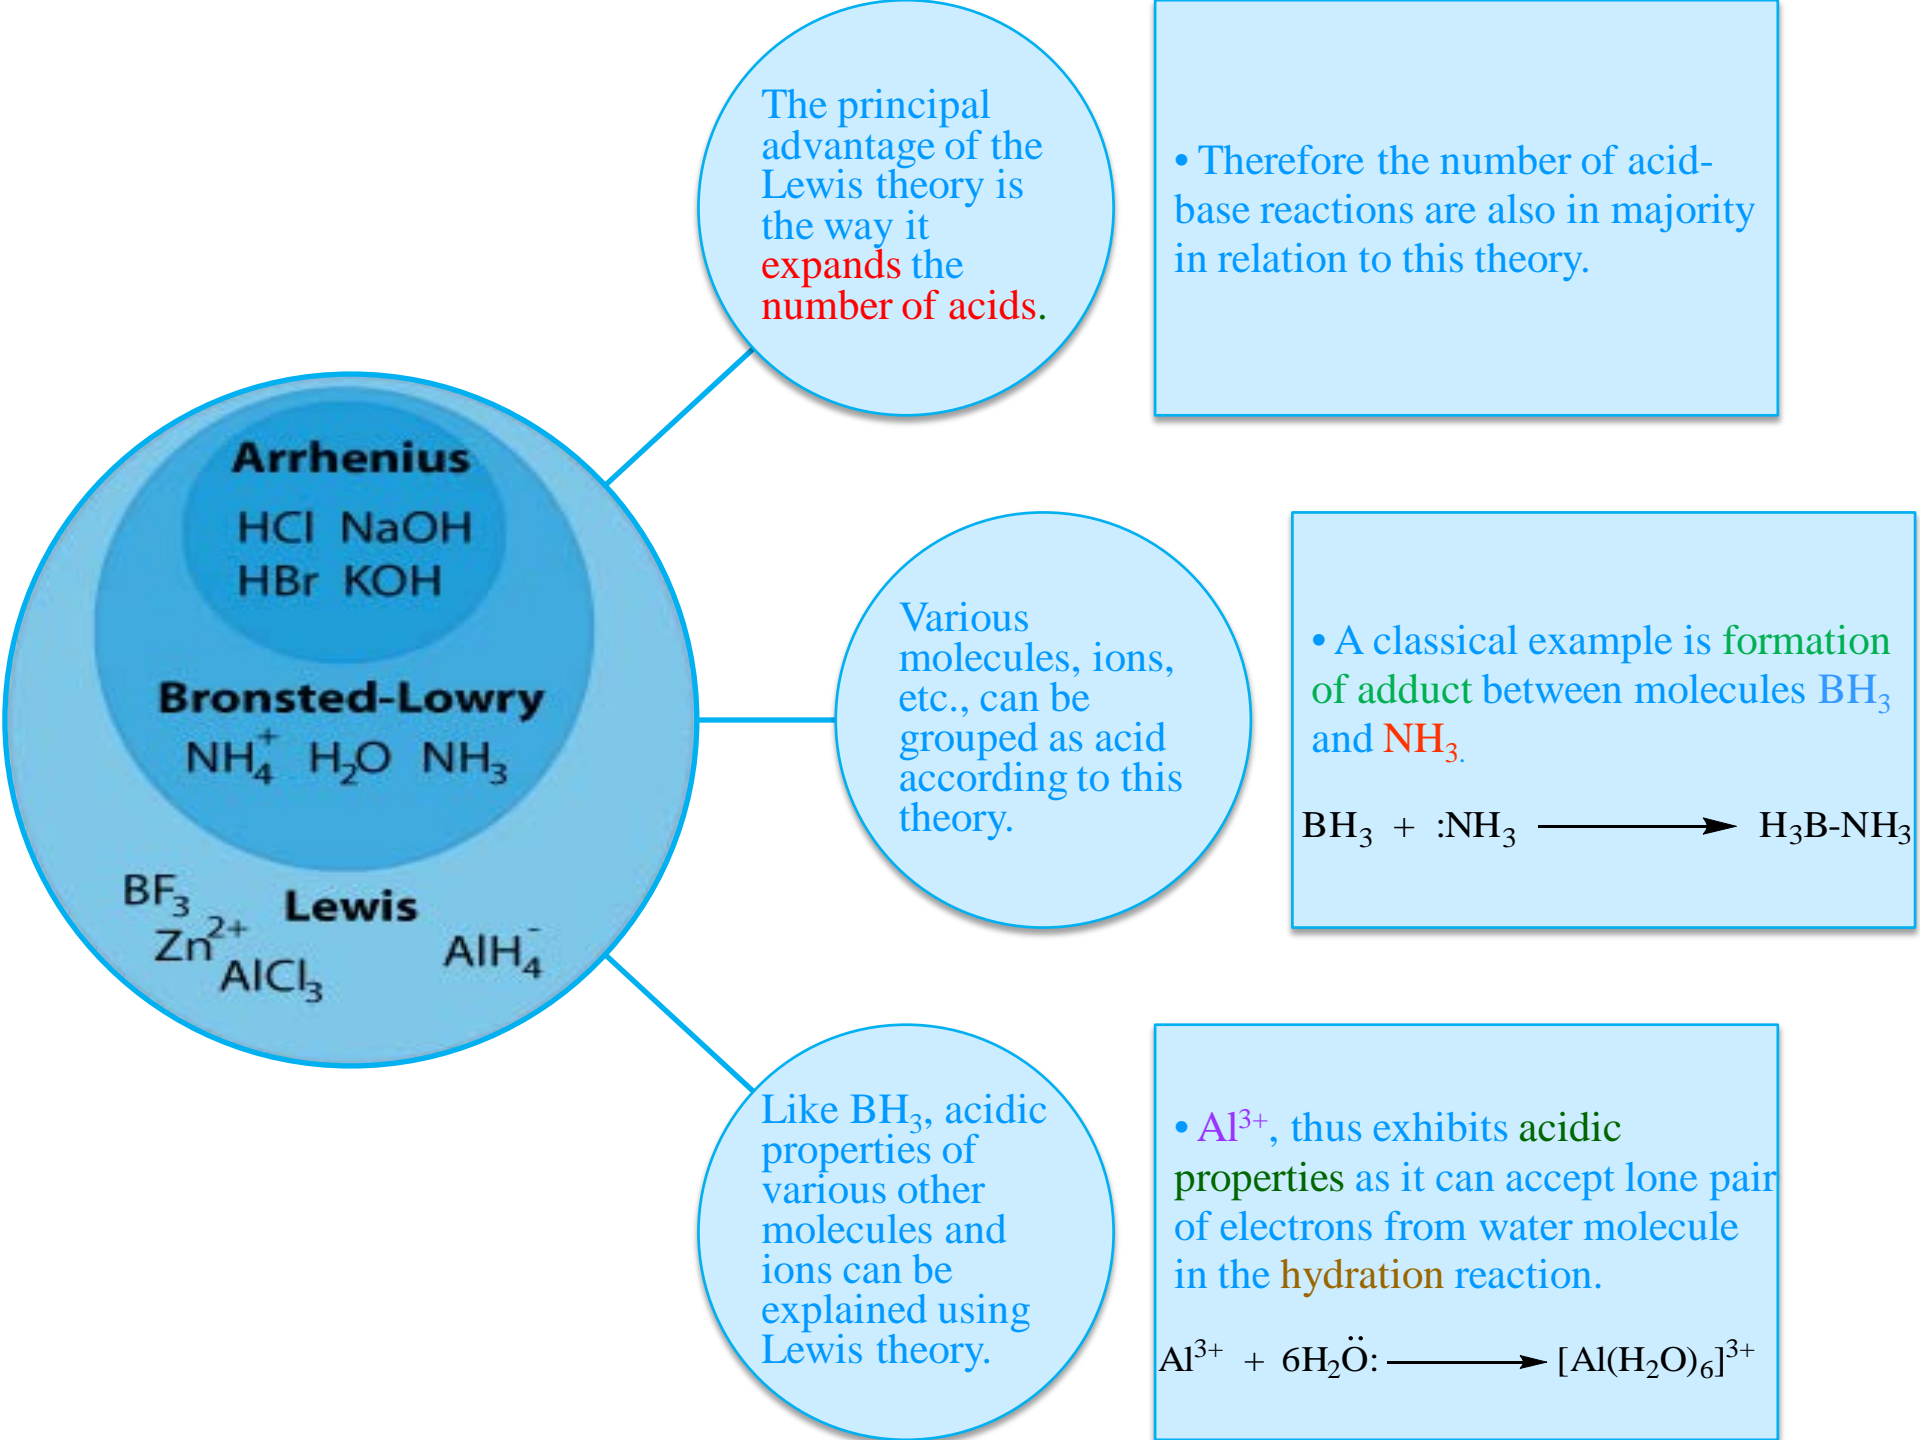 The principal
advantage of the
Lewis theory is
the way it
expands the
number of acids.
• Therefore the number of acid-
base reactions are also in majority
in relation to this theory.
Arrhenius
HCl NaOH
HBr KOH
Bronsted-Lowry
NH₄⁺ H₂O NH₃
BF₃
Lewis
Zn²⁺
AlCl₃
AlH₄⁻
Various
molecules, ions,
etc., can be
grouped as acid
according to this
theory.
• A classical example is formation
of adduct between molecules BH₃
and NH₃.
BH₃ + :NH₃ ⟶ H₃B-NH₃
Like BH₃, acidic
properties of
various other
molecules and
ions can be
explained using
Lewis theory.
• Al³⁺, thus exhibits acidic
properties as it can accept lone pair
of electrons from water molecule
in the hydration reaction.
Al³⁺ + 6H₂Ö: ⟶ [Al(H₂O)₆]³⁺